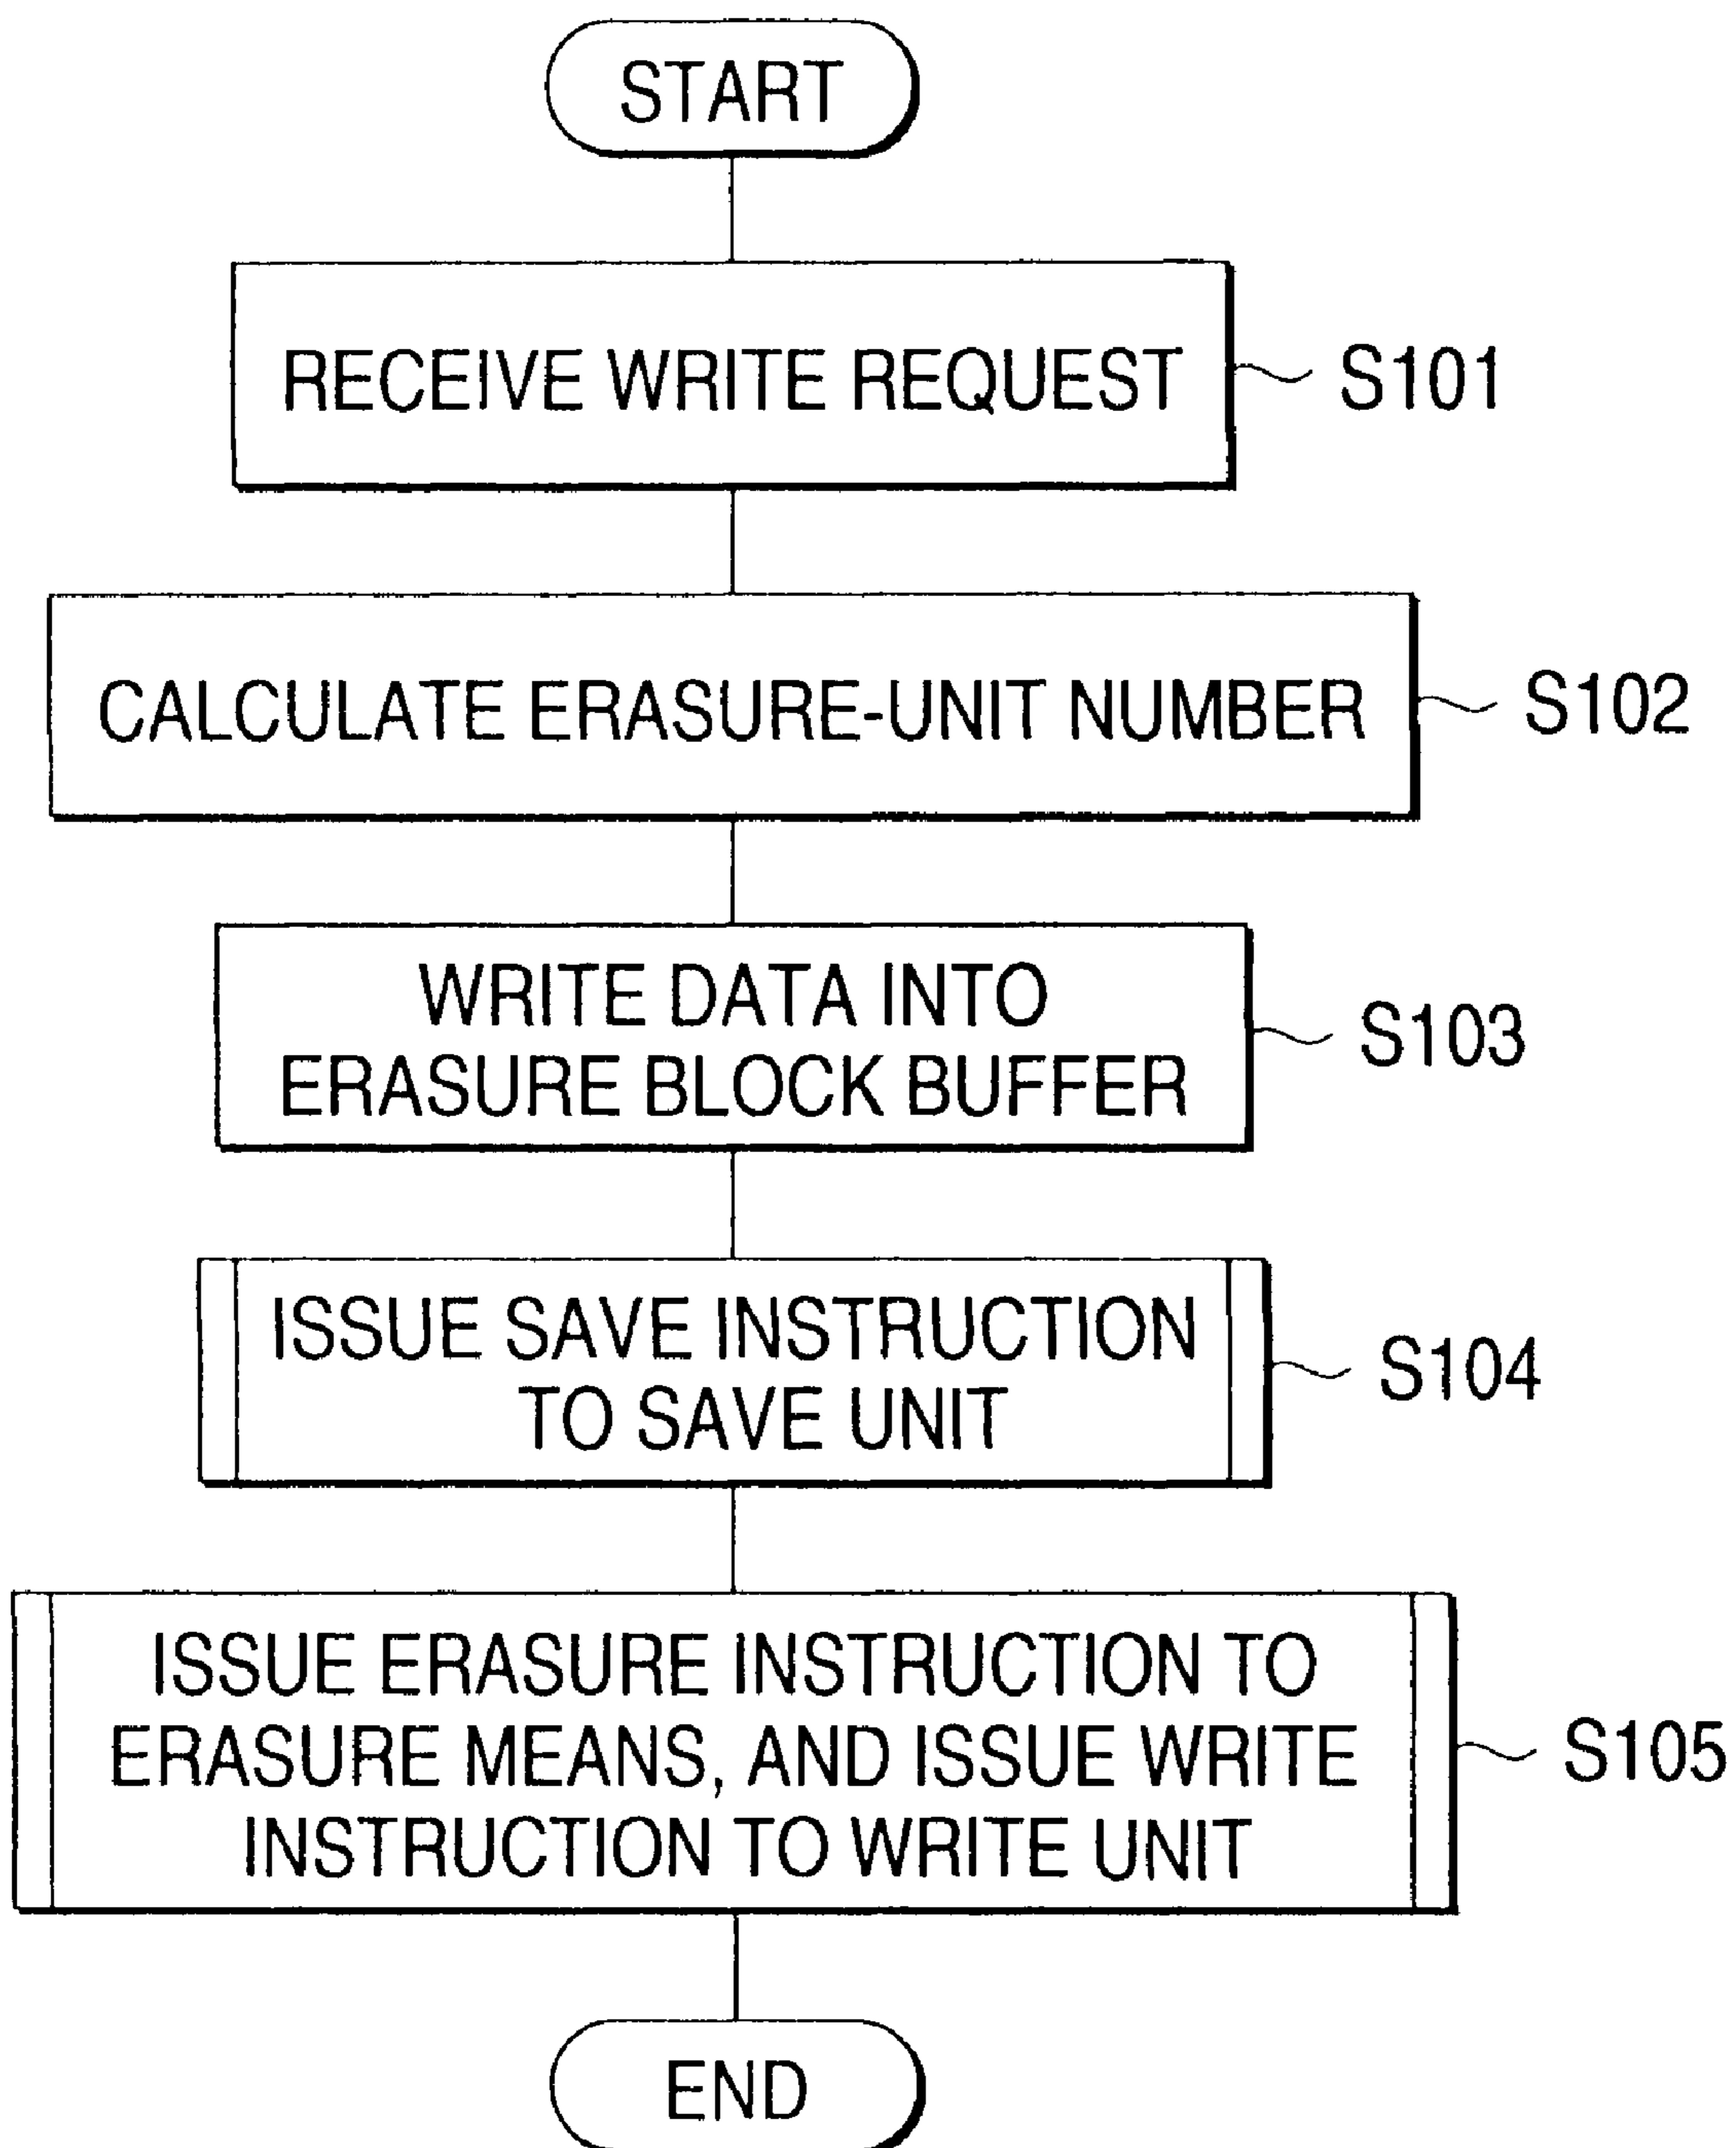 START
RECEIVE WRITE REQUEST
S101
CALCULATE ERASURE-UNIT NUMBER
S102
WRITE DATA INTO
ERASURE BLOCK BUFFER
S103
ISSUE SAVE INSTRUCTION
TO SAVE UNIT
S104
ISSUE ERASURE INSTRUCTION TO
ERASURE MEANS, AND ISSUE WRITE
INSTRUCTION TO WRITE UNIT
S105
END